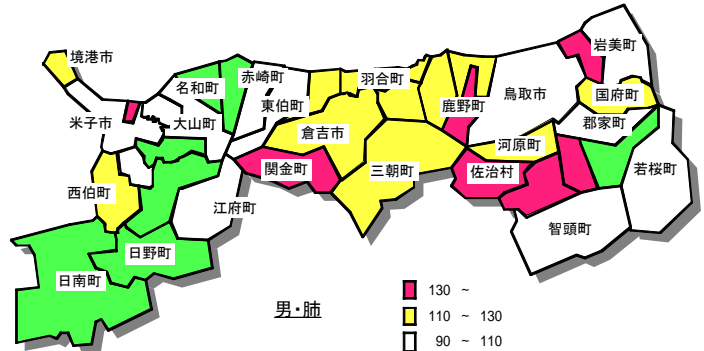 境港市
岩美町
赤崎町
羽合町
名和町
鹿野町
鳥取市
国府町
東伯町
米子市
大山町
郡家町
倉吉市
河原町
関金町
三朝町
佐治村
若桜町
西伯町
江府町
智頭町
日野町
日南町
男・肺
130 ~
110 ~ 130
90 ~ 110